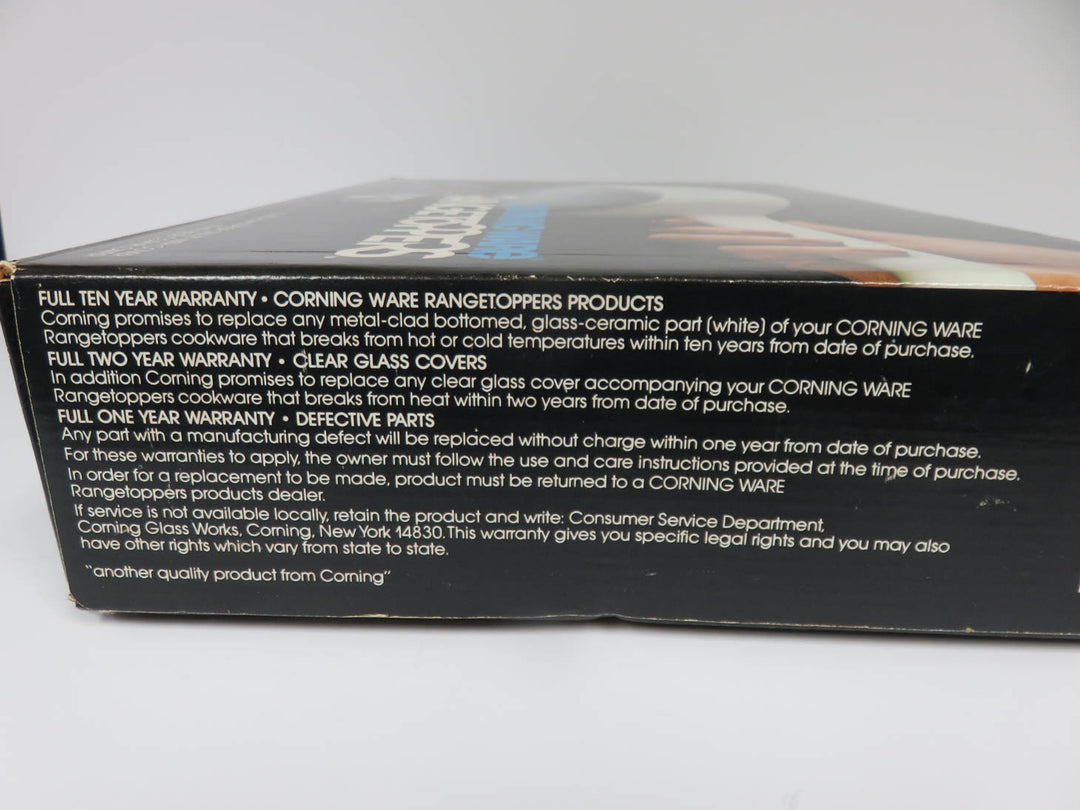 FULL TEN YEAR WARRANTY • CORNING WARE RANGETOPPERS PRODUCTS
Corning promises to replace any metal-clad bottomed, glass-ceramic part (white) of your CORNING WARE
Rangetoppers cookware that breaks from hot or cold temperatures within ten years from date of purchase.
FULL TWO YEAR WARRANTY • CLEAR GLASS COVERS
In addition Corning promises to replace any clear glass cover accompanying your CORNING WARE
Rangetoppers cookware that breaks from heat within two years from date of purchase.
FULL ONE YEAR WARRANTY • DEFECTIVE PARTS
Any part with a manufacturing defect will be replaced without charge within one year from date of purchase.
For these warranties to apply, the owner must follow the use and care instructions provided at the time of purchase.
In order for a replacement to be made, product must be returned to a CORNING WARE
Rangetoppers products dealer.
If service is not available locally, retain the product and write: Consumer Service Department,
Corning Glass Works, Corning, New York 14830. This warranty gives you specific legal rights and you may also
have other rights which vary from state to state.
"another quality product from Corning"